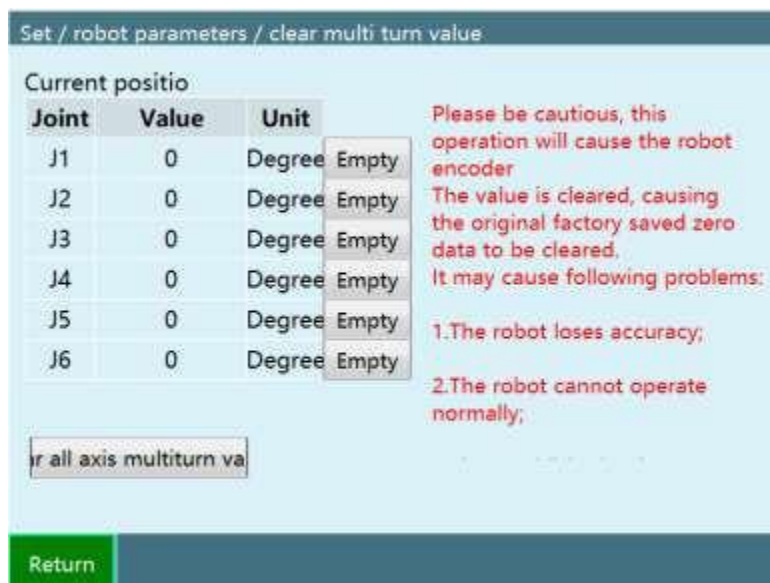 Set / robot parameters / clear multi turn value
Current positio
Joint Value Unit
J1 0 Degree Empty
J2 0 Degree Empty
J3 0 Degree Empty
J4 0 Degree Empty
J5 0 Degree Empty
J6 0 Degree Empty
Please be cautious, this
operation will cause the robot
encoder
The value is cleared, causing
the original factory saved zero
data to be cleared.
It may cause following problems:
1.The robot loses accuracy;
2.The robot cannot operate
normally;
r all axis multiturn va
Return